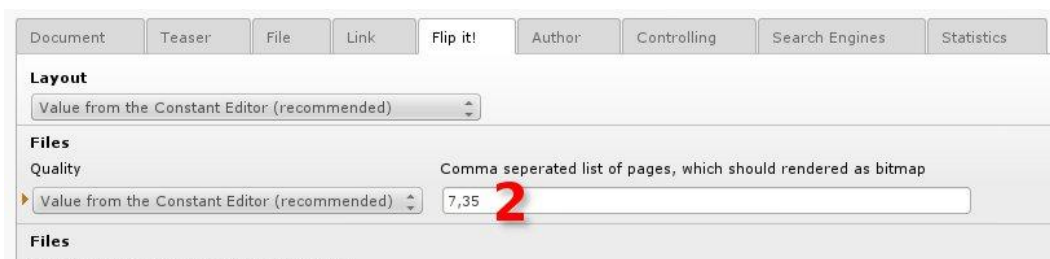 Document Teaser File Link Flip it! Author Controlling Search Engines Statistics
Layout
Value from the Constant Editor (recommended)
Files
Quality Comma seperated list of pages, which should rendered as bitmap
Value from the Constant Editor (recommended) 7,35 2
Files